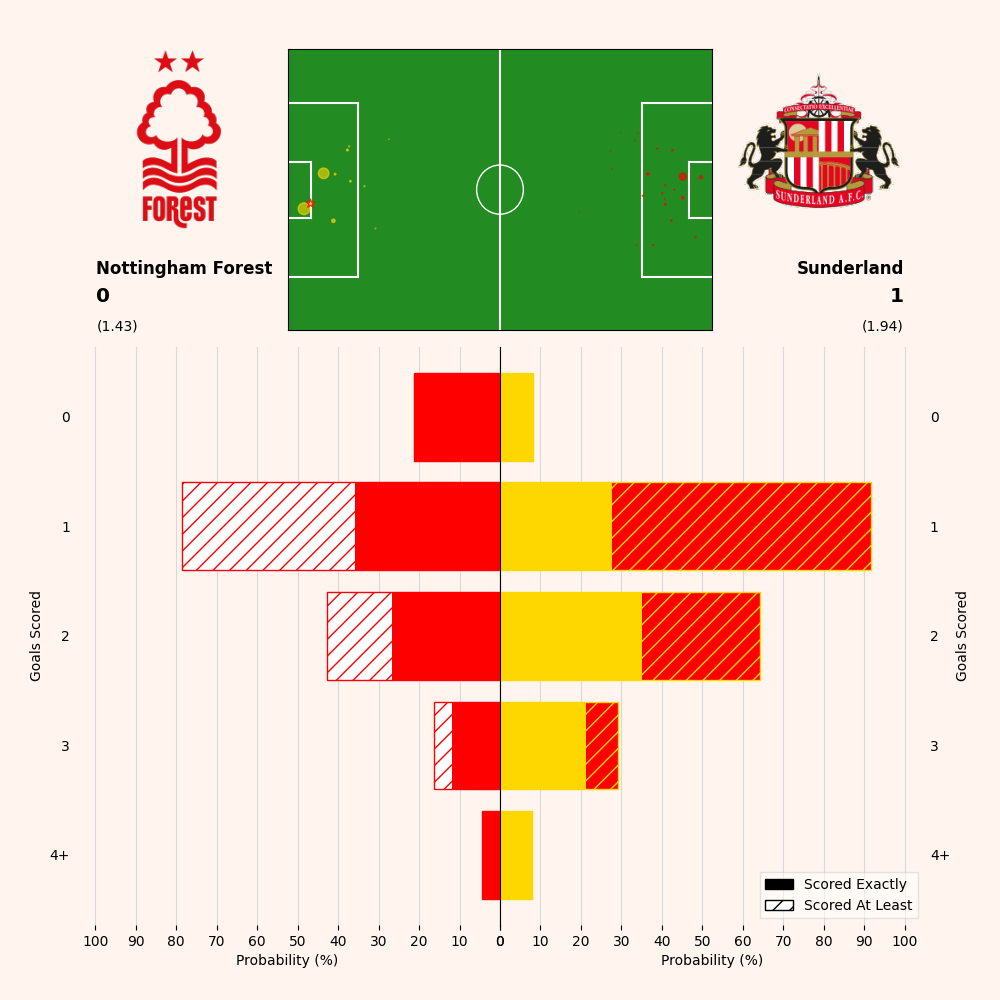 FOREST
CONSECTATIO EXCELLENTIAE
SUNDERLAND A.F.C.
Nottingham Forest
0
(1.43)
Sunderland
1
(1.94)
0
1
2
3
4+
Goals Scored
0
1
2
3
4+
Goals Scored
Scored Exactly
Scored At Least
100 90 80 70 60 50 40 30 20 10 0
0 10 20 30 40 50 60 70 80 90 100
Probability (%)
Probability (%)